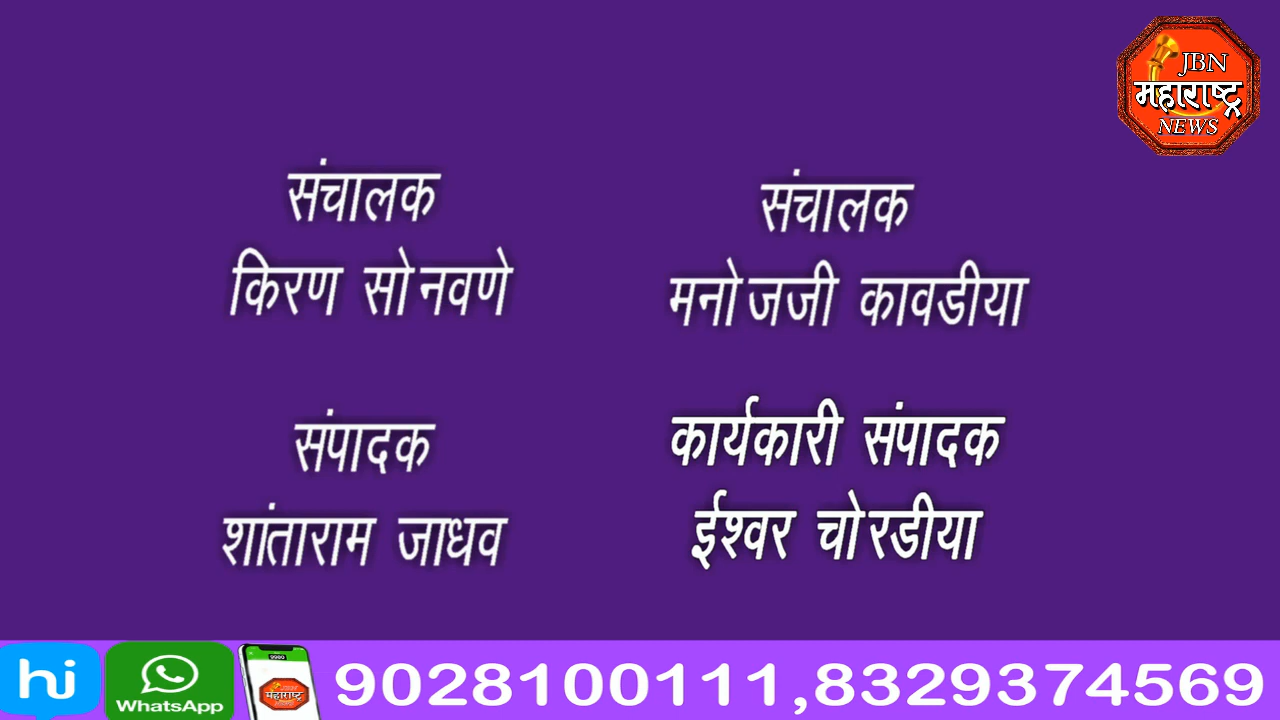 JBN
महाराष्ट्र
NEWS
संचालक
किरण सोनवणे
संचालक
मनोजजी कावडीया
संपादक
शांताराम जाधव
कार्यकारी संपादक
ईश्वर चोरडीया
hi
WhatsApp
महाराष्ट्र
9028100111,8329374569